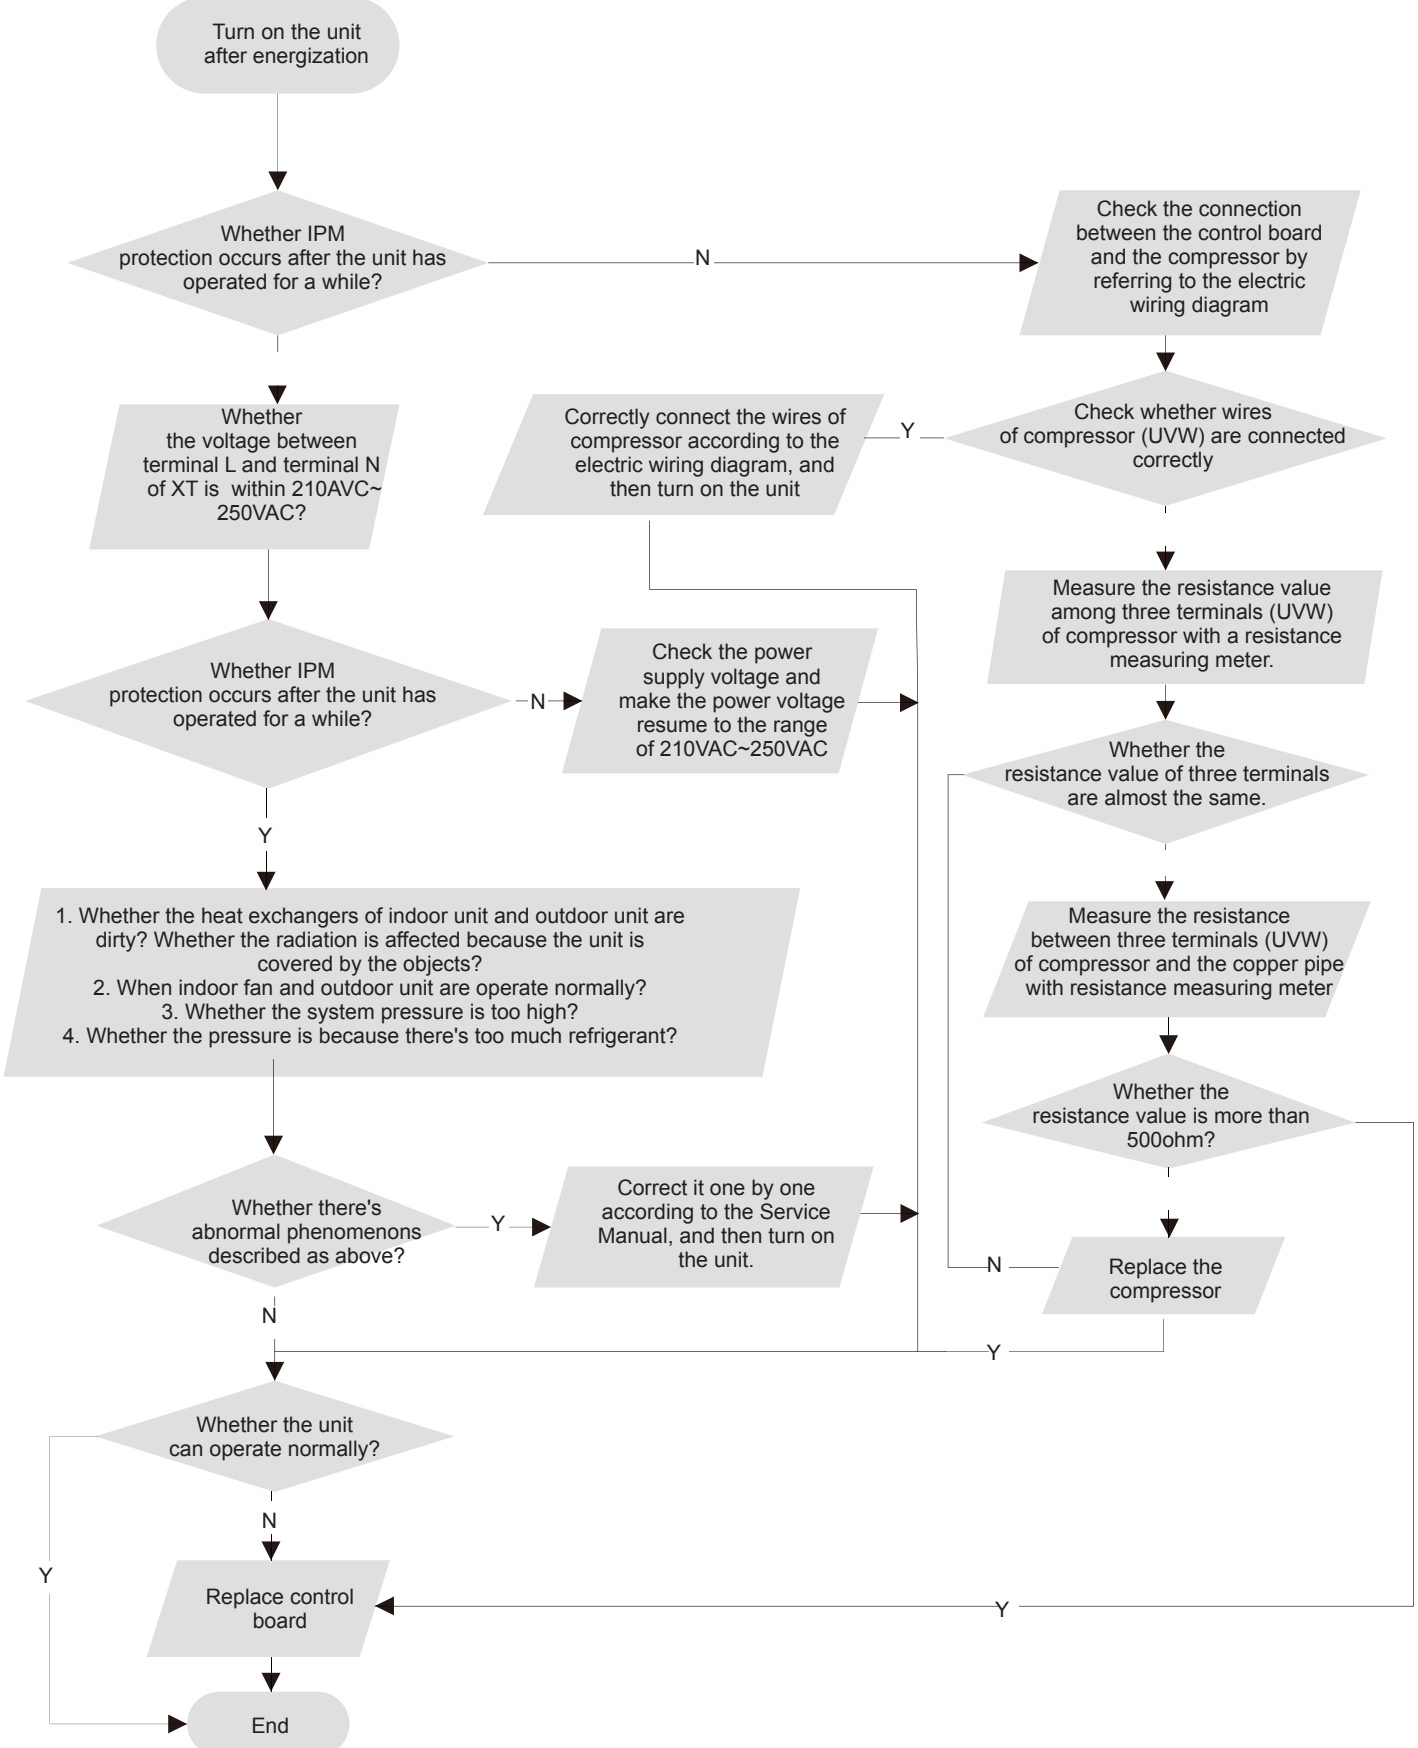 Turn on the unit
after energization
Whether IPM
protection occurs after the unit has
operated for a while?
N
Check the connection
between the control board
and the compressor by
referring to the electric
wiring diagram
Whether
the voltage between
terminal L and terminal N
of XT is within 210AVC~
250VAC?
Correctly connect the wires of
compressor according to the
electric wiring diagram, and
then turn on the unit
Y
Check whether wires
of compressor (UVW) are connected
correctly
Measure the resistance value
among three terminals (UVW)
of compressor with a resistance
measuring meter.
Whether IPM
protection occurs after the unit has
operated for a while?
N
Check the power
supply voltage and
make the power voltage
resume to the range
of 210VAC~250VAC
Whether the
resistance value of three terminals
are almost the same.
Y
1. Whether the heat exchangers of indoor unit and outdoor unit are
dirty? Whether the radiation is affected because the unit is
covered by the objects?
2. When indoor fan and outdoor unit are operate normally?
3. Whether the system pressure is too high?
4. Whether the pressure is because there's too much refrigerant?
Measure the resistance
between three terminals (UVW)
of compressor and the copper pipe
with resistance measuring meter
Whether the
resistance value is more than
500ohm?
Whether there's
abnormal phenomenons
described as above?
Y
Correct it one by one
according to the Service
Manual, and then turn on
the unit.
N
Replace the
compressor
N
Y
Whether the unit
can operate normally?
N
Y
Replace control
board
Y
End